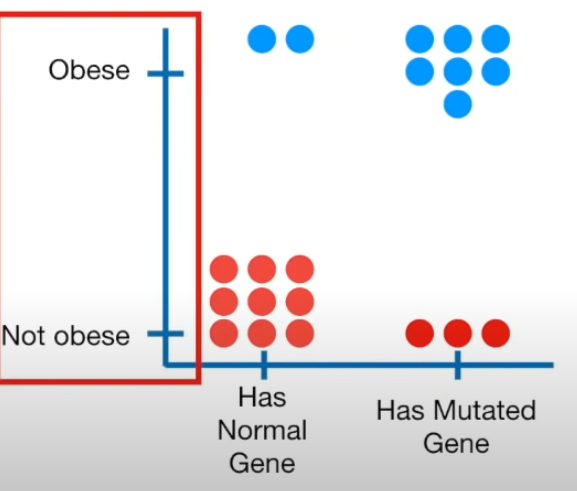 Obese
Not obese
Has
Normal
Gene
Has Mutated
Gene